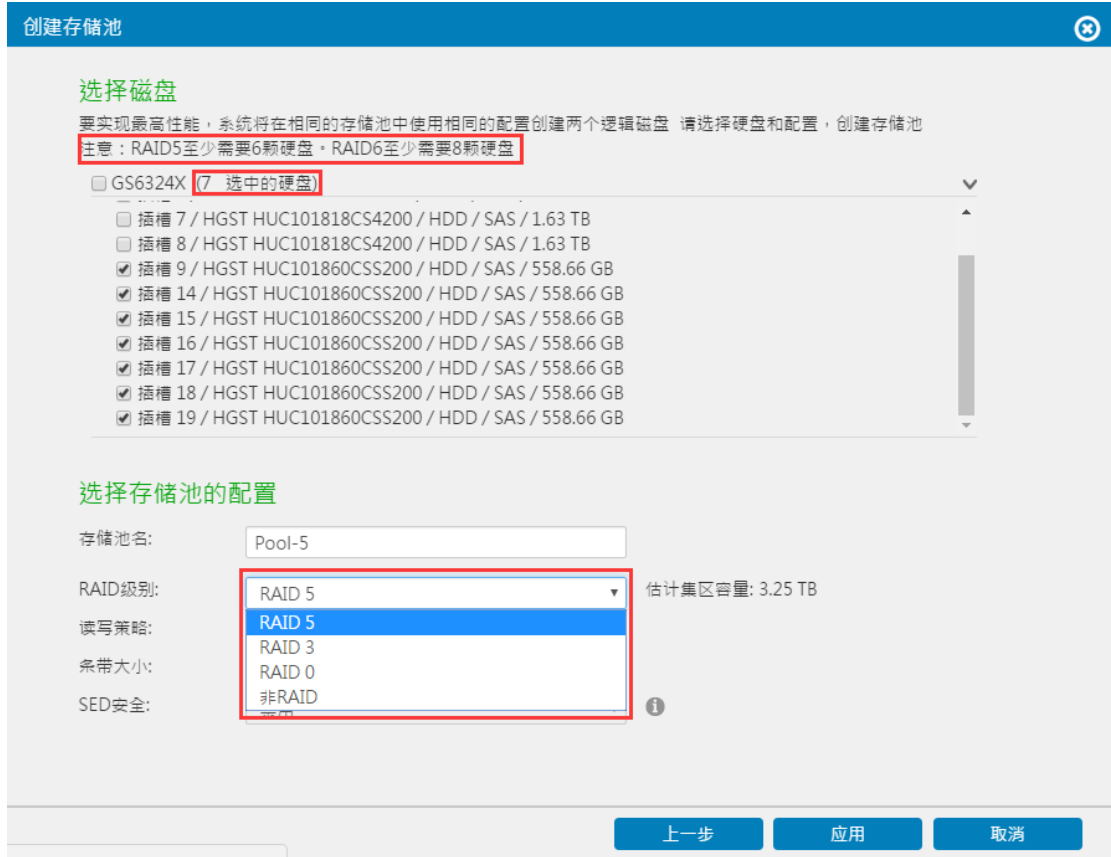 创建存储池
选择磁盘
要实现最高性能，系统将在相同的存储池中使用相同的配置创建两个逻辑磁盘 请选择硬盘和配置，创建存储池
注意：RAID5至少需要6颗硬盘。RAID6至少需要8颗硬盘
GS6324X (7 选中的硬盘)
插槽 7 / HGST HUC101818CS4200 / HDD / SAS / 1.63 TB
插槽 8 / HGST HUC101818CS4200 / HDD / SAS / 1.63 TB
插槽 9 / HGST HUC101860CSS200 / HDD / SAS / 558.66 GB
插槽 14 / HGST HUC101860CSS200 / HDD / SAS / 558.66 GB
插槽 15 / HGST HUC101860CSS200 / HDD / SAS / 558.66 GB
插槽 16 / HGST HUC101860CSS200 / HDD / SAS / 558.66 GB
插槽 17 / HGST HUC101860CSS200 / HDD / SAS / 558.66 GB
插槽 18 / HGST HUC101860CSS200 / HDD / SAS / 558.66 GB
插槽 19 / HGST HUC101860CSS200 / HDD / SAS / 558.66 GB
选择存储池的配置
存储池名: Pool-5
RAID级别: RAID 5 估计集区容量: 3.25 TB
RAID 5
读写策略:
RAID 3
条带大小:
RAID 0
非RAID
SED安全:
上一步 应用 取消